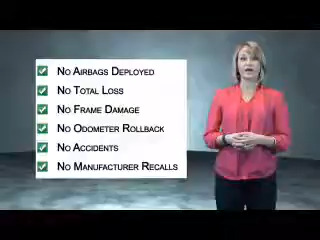 No Airbags Deployed
No Total Loss
No Frame Damage
No Odometer Rollback
No Accidents
No Manufacturer Recalls